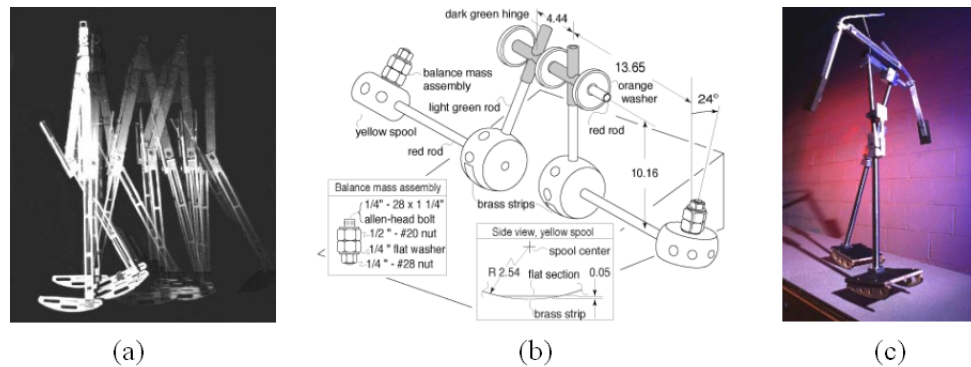 dark green hinge
4.44
balance mass
assembly
13.65
orange
washer
24°
light green rod
yellow spool
red rod
red rod
10.16
brass strips
Balance mass assembly
1/4" - 28 x 1 1/4"
allen-head bolt
1/2 " - #20 nut
1/4 " flat washer
1/4 " - #28 nut
Side view, yellow spool
spool center
R 2.54
flat section
0.05
brass strip
(a)
(b)
(c)